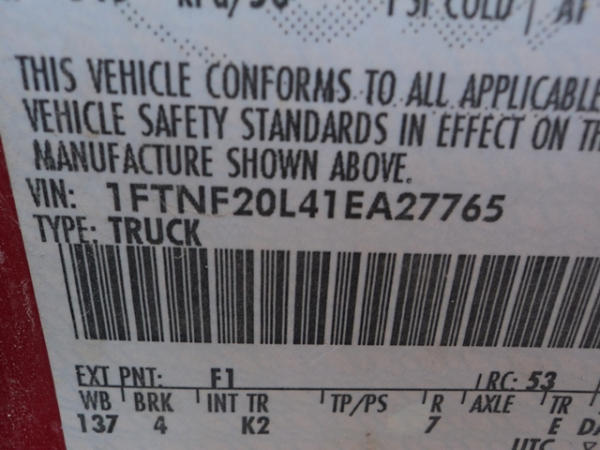 PSI COLD
THIS VEHICLE CONFORMS TO ALL APPLICABLE
VEHICLE SAFETY STANDARDS IN EFFECT ON
MANUFACTURE SHOWN ABOVE.
VIN: 1FTNF20L41EA27765
TYPE: TRUCK
EXT PNT: F1 RC: 53
WB BRK INT TR TP/PS R AXLE TR
137 4 K2 7 E
UTC